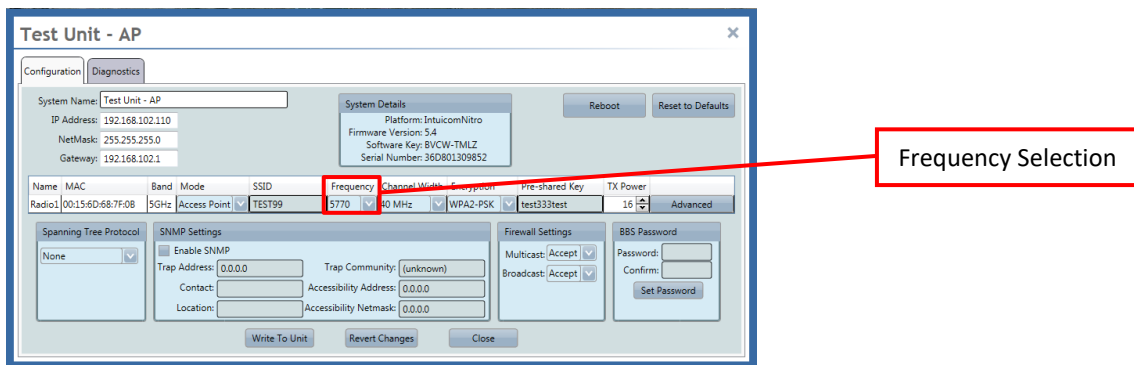 Test Unit - AP
Configuration Diagnostics
System Name: Test Unit - AP
IP Address: 192.168.102.110
NetMask: 255.255.255.0
Gateway: 192.168.102.1
System Details
Platform: IntuicomNitro
Firmware Version: 5.4
Software Key: BVCW-TMLZ
Serial Number: 36D801309852
Reboot Reset to Defaults
Frequency Selection
Name MAC Band Mode SSID Frequency Channel Width Encryption Pre-shared Key TX Power
Radio1 00:15:6D:68:7F:0B 5GHz Access Point TEST99 5770 40 MHz WPA2-PSK test333test 16 Advanced
Spanning Tree Protocol
None
SNMP Settings
Enable SNMP
Trap Address: 0.0.0.0 Trap Community: (unknown)
Contact: Accessibility Address: 0.0.0.0
Location: Accessibility Netmask: 0.0.0.0
Firewall Settings
Multicast: Accept
Broadcast: Accept
BBS Password
Password:
Confirm:
Set Password
Write To Unit Revert Changes Close